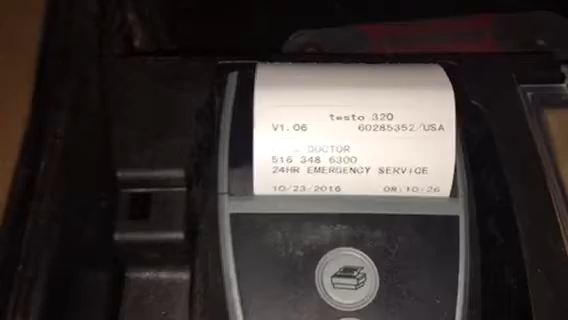 testo 320
V1.06 60285352/USA
DOCTOR
516 348 6300
24HR EMERGENCY SERVICE
10/23/2016 08:10:26